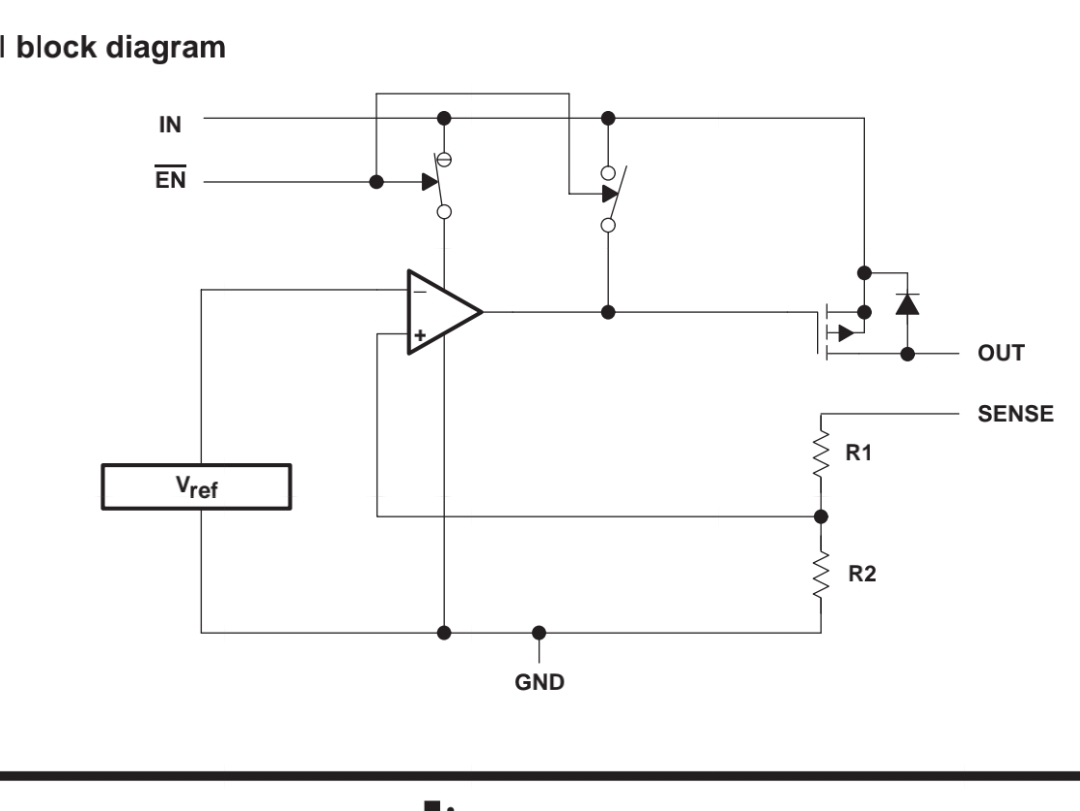 block diagram
IN
EN
−
+
OUT
SENSE
R1
Vref
R2
GND